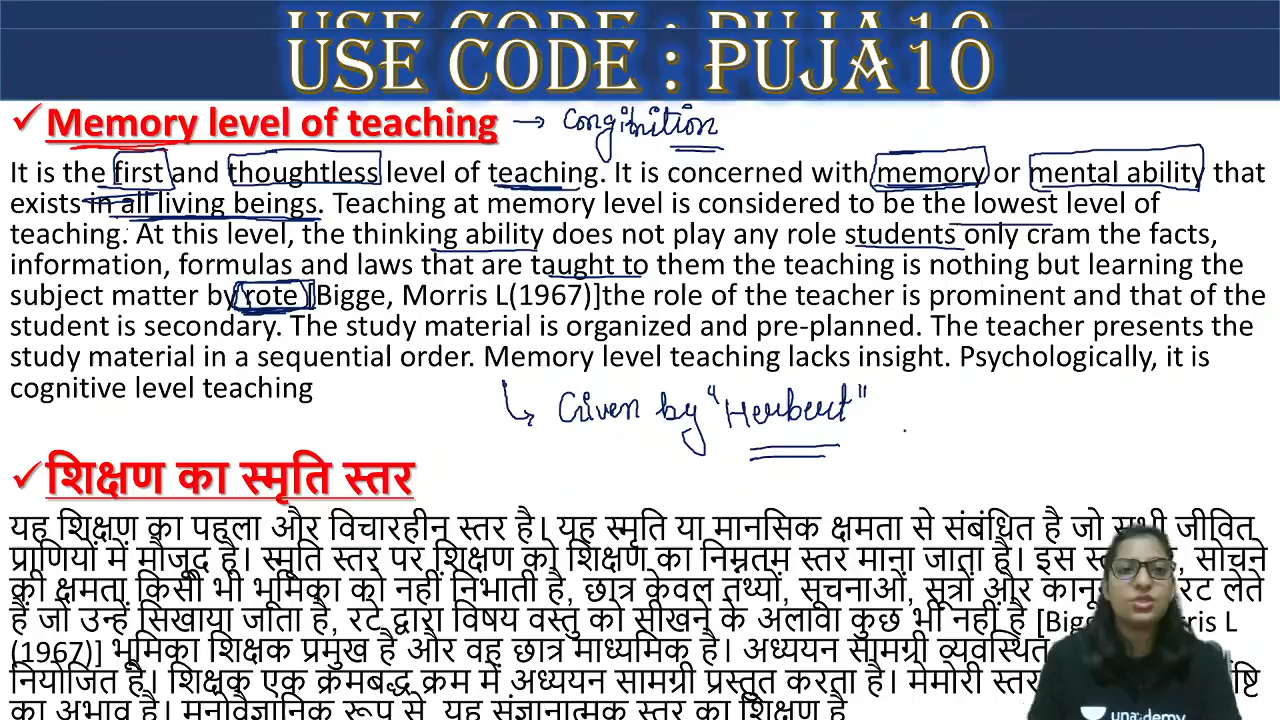 USE CODE : PUJA10
USE CODE : PUJA10
✓ Memory level of teaching → Conginition
It is the first and thoughtless level of teaching. It is concerned with memory or mental ability that
exists in all living beings. Teaching at memory level is considered to be the lowest level of
teaching. At this level, the thinking ability does not play any role students only cram the facts,
information, formulas and laws that are taught to them the teaching is nothing but learning the
subject matter by rote [Bigge, Morris L(1967)]the role of the teacher is prominent and that of the
student is secondary. The study material is organized and pre-planned. The teacher presents the
study material in a sequential order. Memory level teaching lacks insight. Psychologically, it is
cognitive level teaching
Given by "Herbert"
✓ शिक्षण का स्मृति स्तर
यह शिक्षण का पहला और विचारहीन स्तर है। यह स्मृति या मानसिक क्षमता से संबंधित है जो सभी जीवित
प्राणियों में मौजूद है। स्मृति स्तर पर शिक्षण को शिक्षण का निम्नतम स्तर माना जाता है। इस सोचने
की क्षमता किसी भी भूमिका को नहीं निभाती है, छात्र केवल तथ्यों, सूचनाओं, सूत्रों और रट लेते
हैं जो उन्हें सिखाया जाता है, रटे द्वारा विषय वस्तु को सीखने के अलावा कुछ भी नहीं है [Bigg L
(1967)] भूमिका शिक्षक प्रमुख है और वह छात्र माध्यमिक है। अध्ययन सामग्री व्यवस्थित
नियोजित है। शिक्षक एक क्रमबद्ध क्रम में अध्ययन सामग्री प्रस्तुत करता है। मेमोरी स्तर
का अभाव है। मनोवैज्ञानिक रूप से, यह संज्ञानात्मक स्तर का शिक्षण है
unacademy